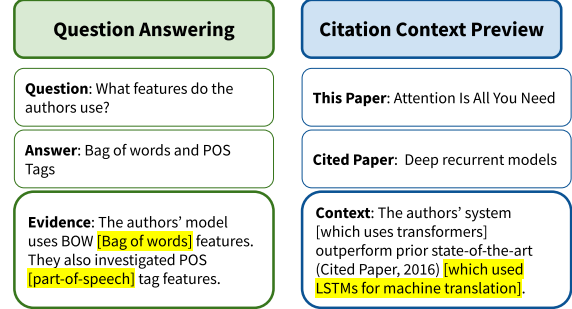 Question Answering
Question: What features do the
authors use?
Answer: Bag of words and POS
Tags
Evidence: The authors' model
uses BOW [Bag of words] features.
They also investigated POS
[part-of-speech] tag features.
Citation Context Preview
This Paper: Attention Is All You Need
Cited Paper: Deep recurrent models
Context: The authors' system
[which uses transformers]
outperform prior state-of-the-art
(Cited Paper, 2016) [which used
LSTMs for machine translation].